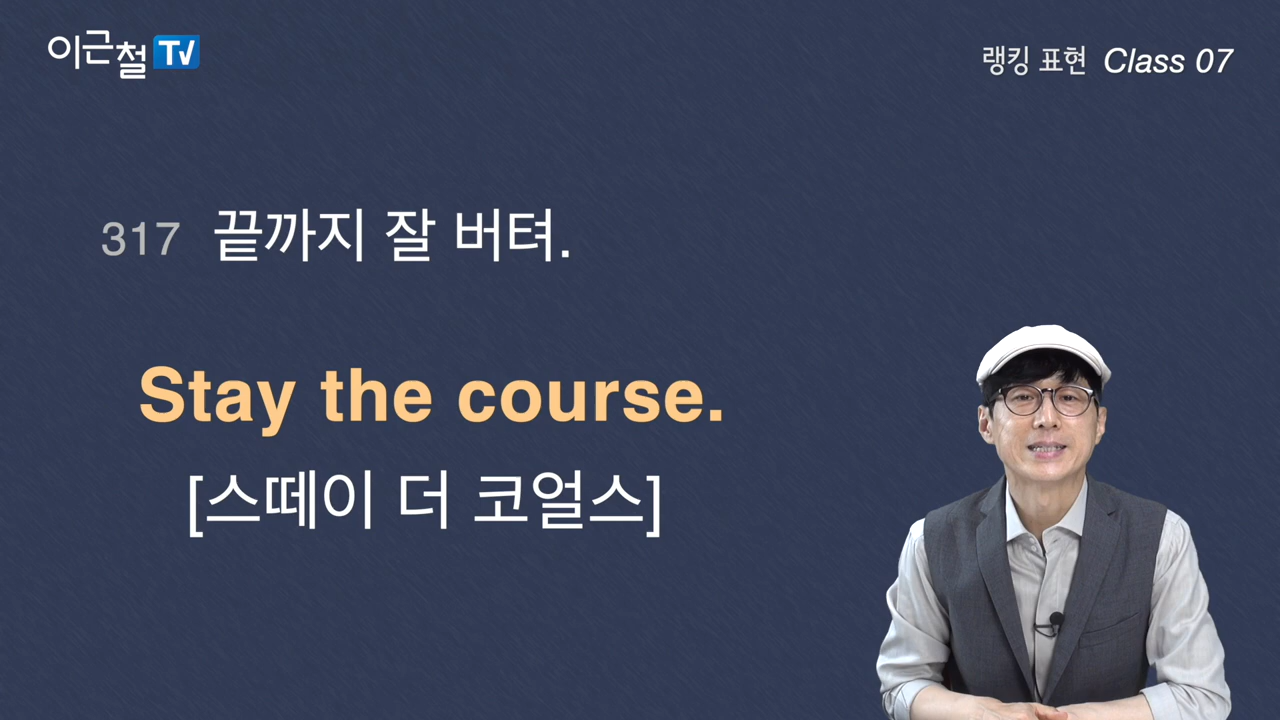 이근철 TV
랭킹 표현 Class 07
317 끝까지 잘 버텨.
Stay the course.
[스떼이 더 코얼스]